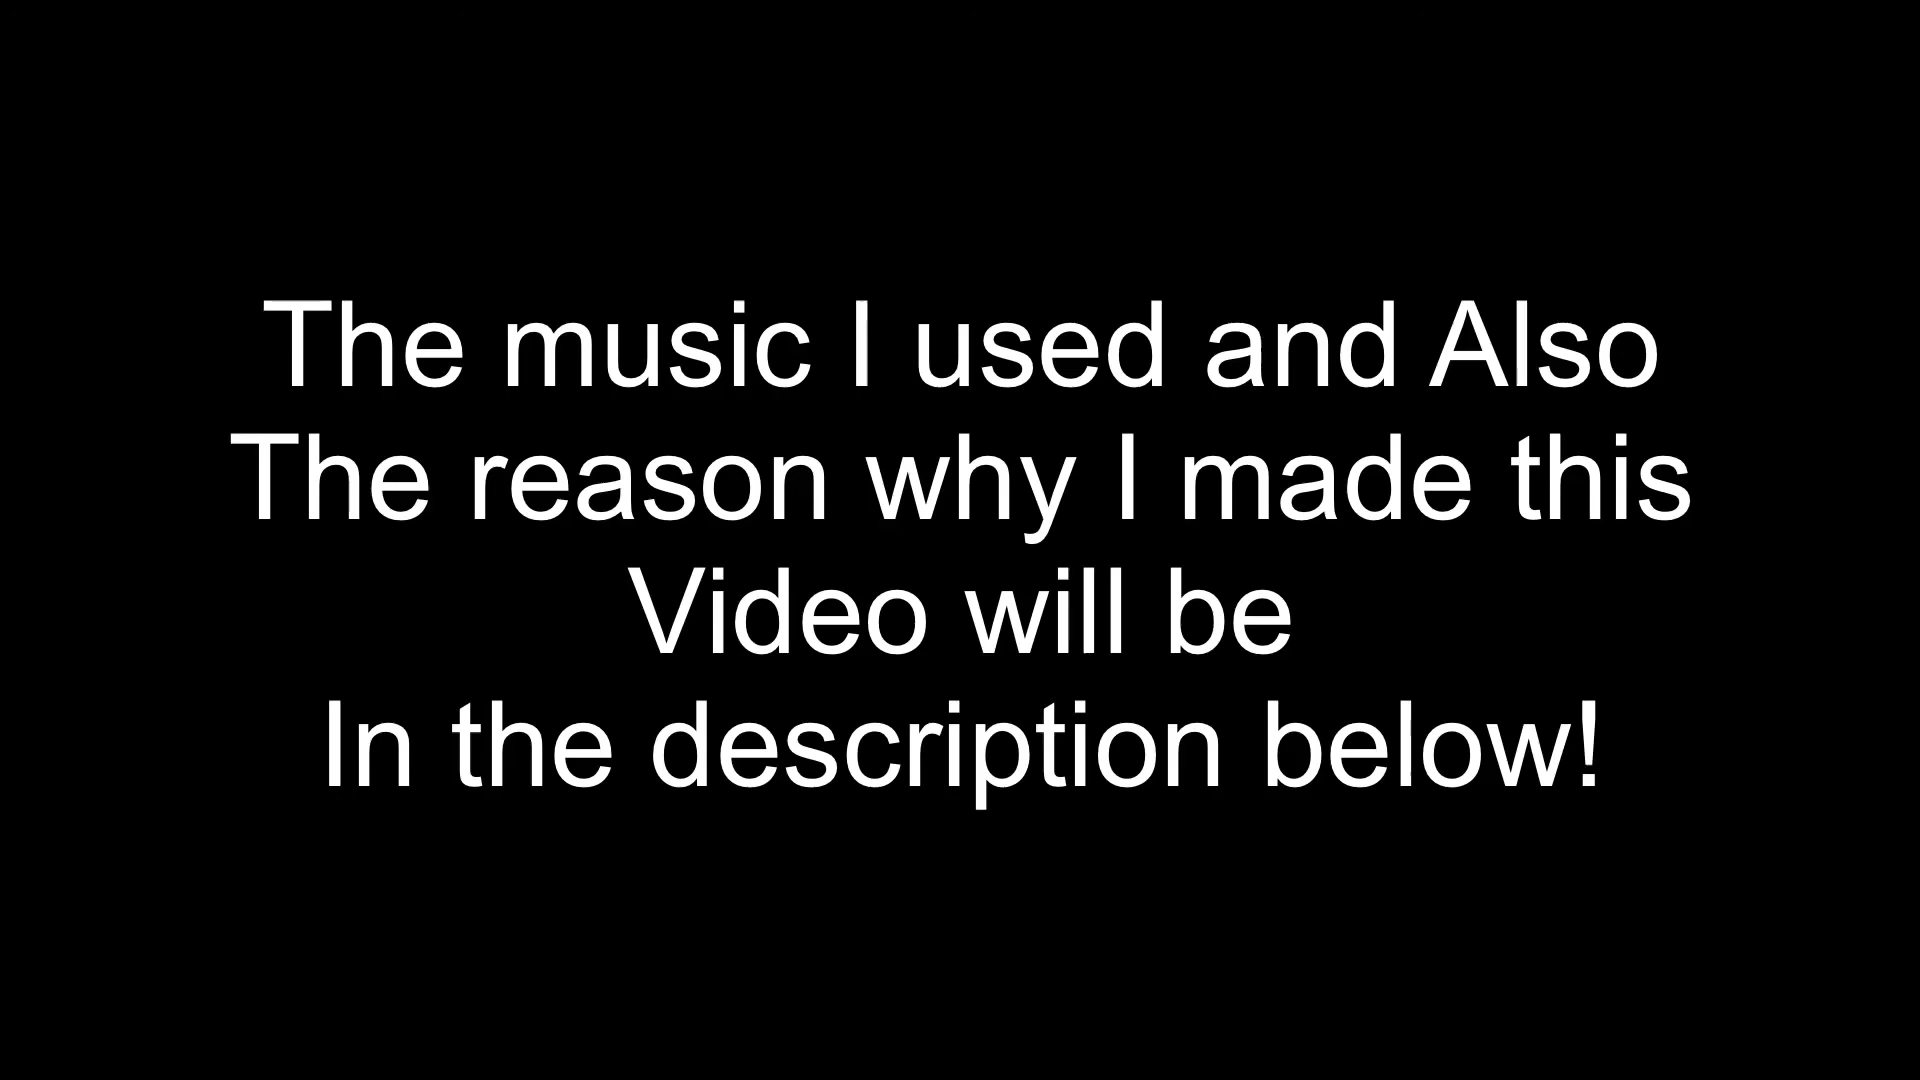 The music I used and Also
The reason why I made this
Video will be
In the description below!